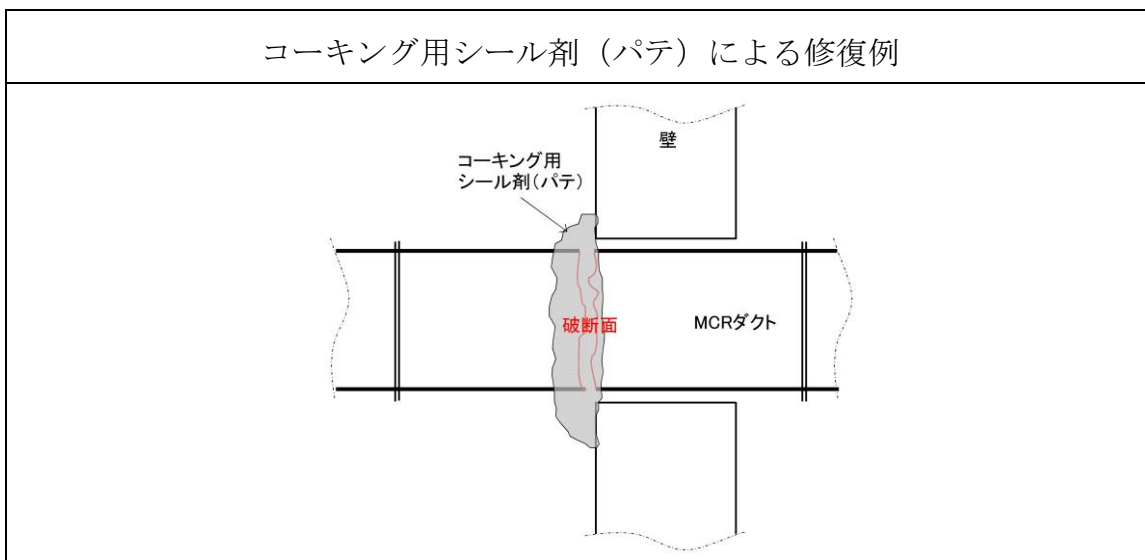 コーキング用シール剤（パテ）による修復例
壁
コーキング用
シール剤(パテ)
破断面
MCRダクト